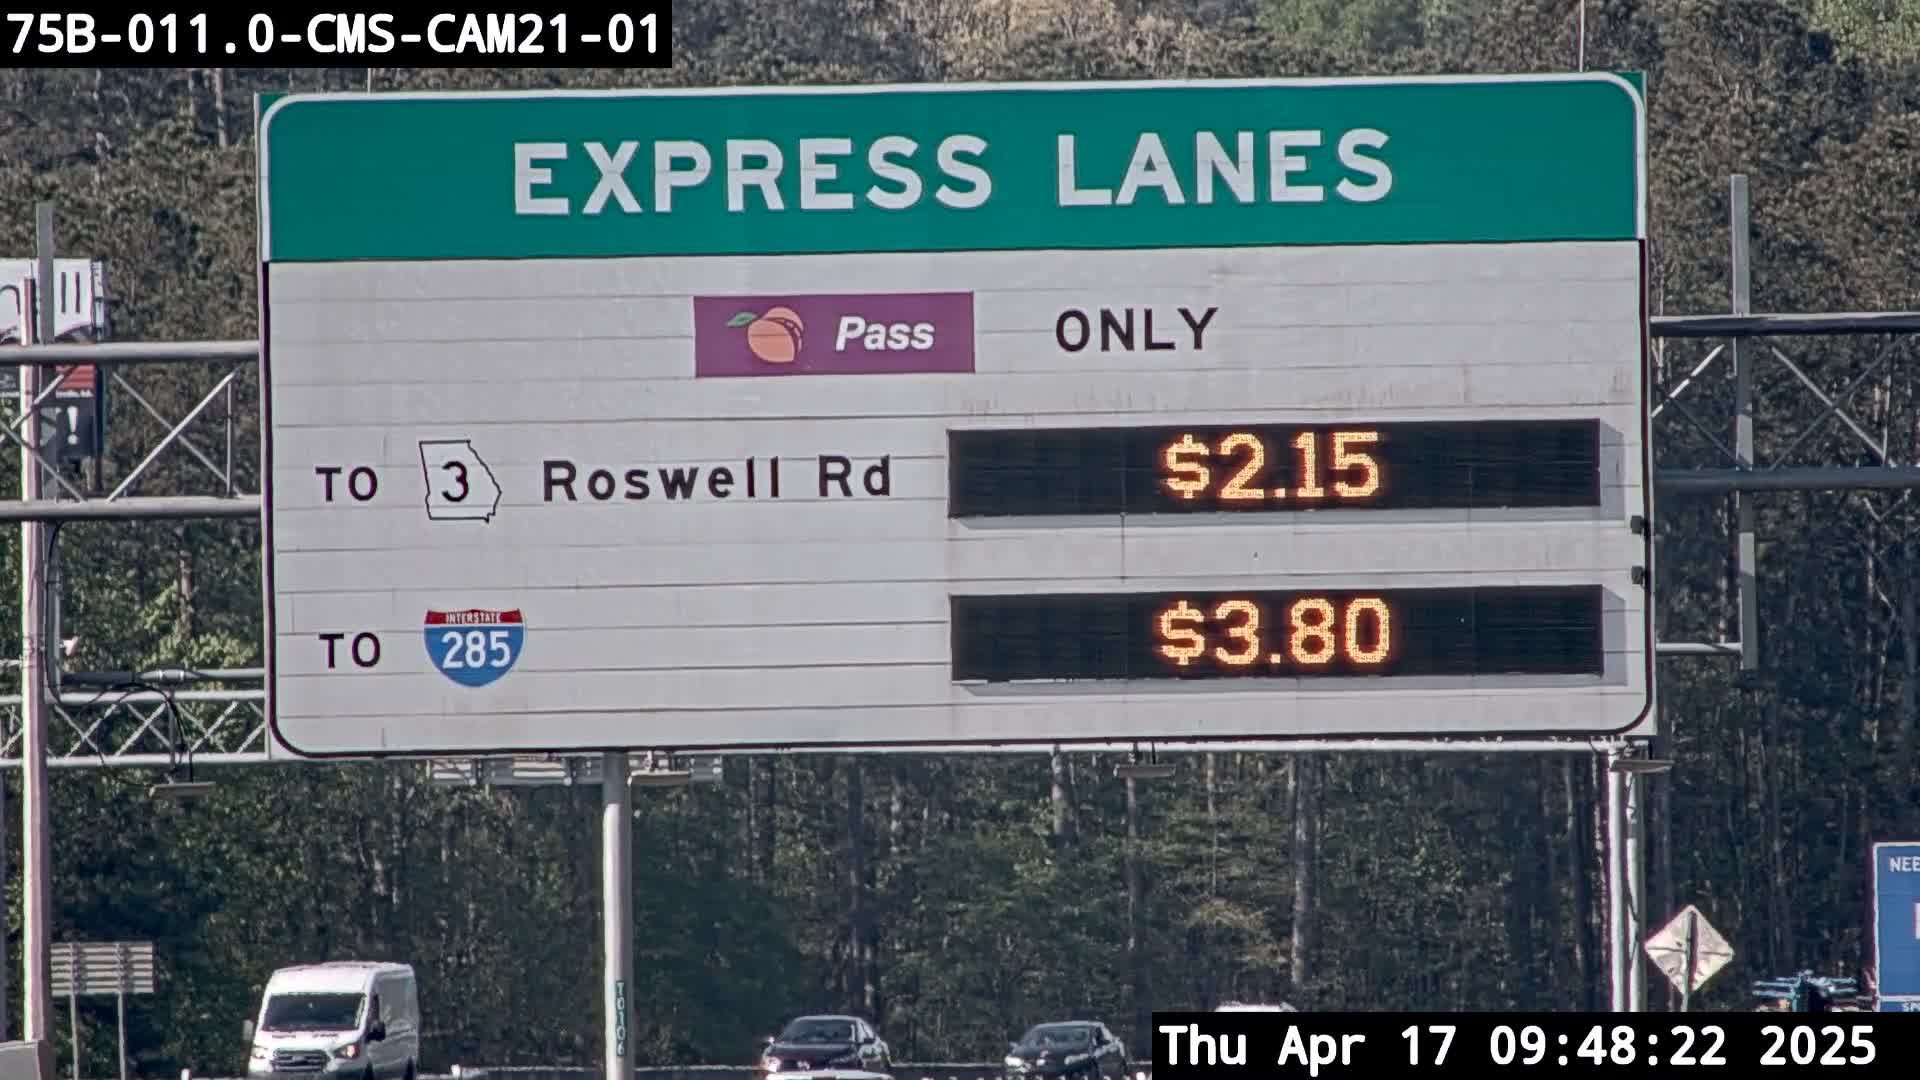 75B-011.0-CMS-CAM21-01
EXPRESS LANES
Pass ONLY
TO 3 Roswell Rd $2.15
INTERSTATE
TO 285 $3.80
Thu Apr 17 09:48:22 2025